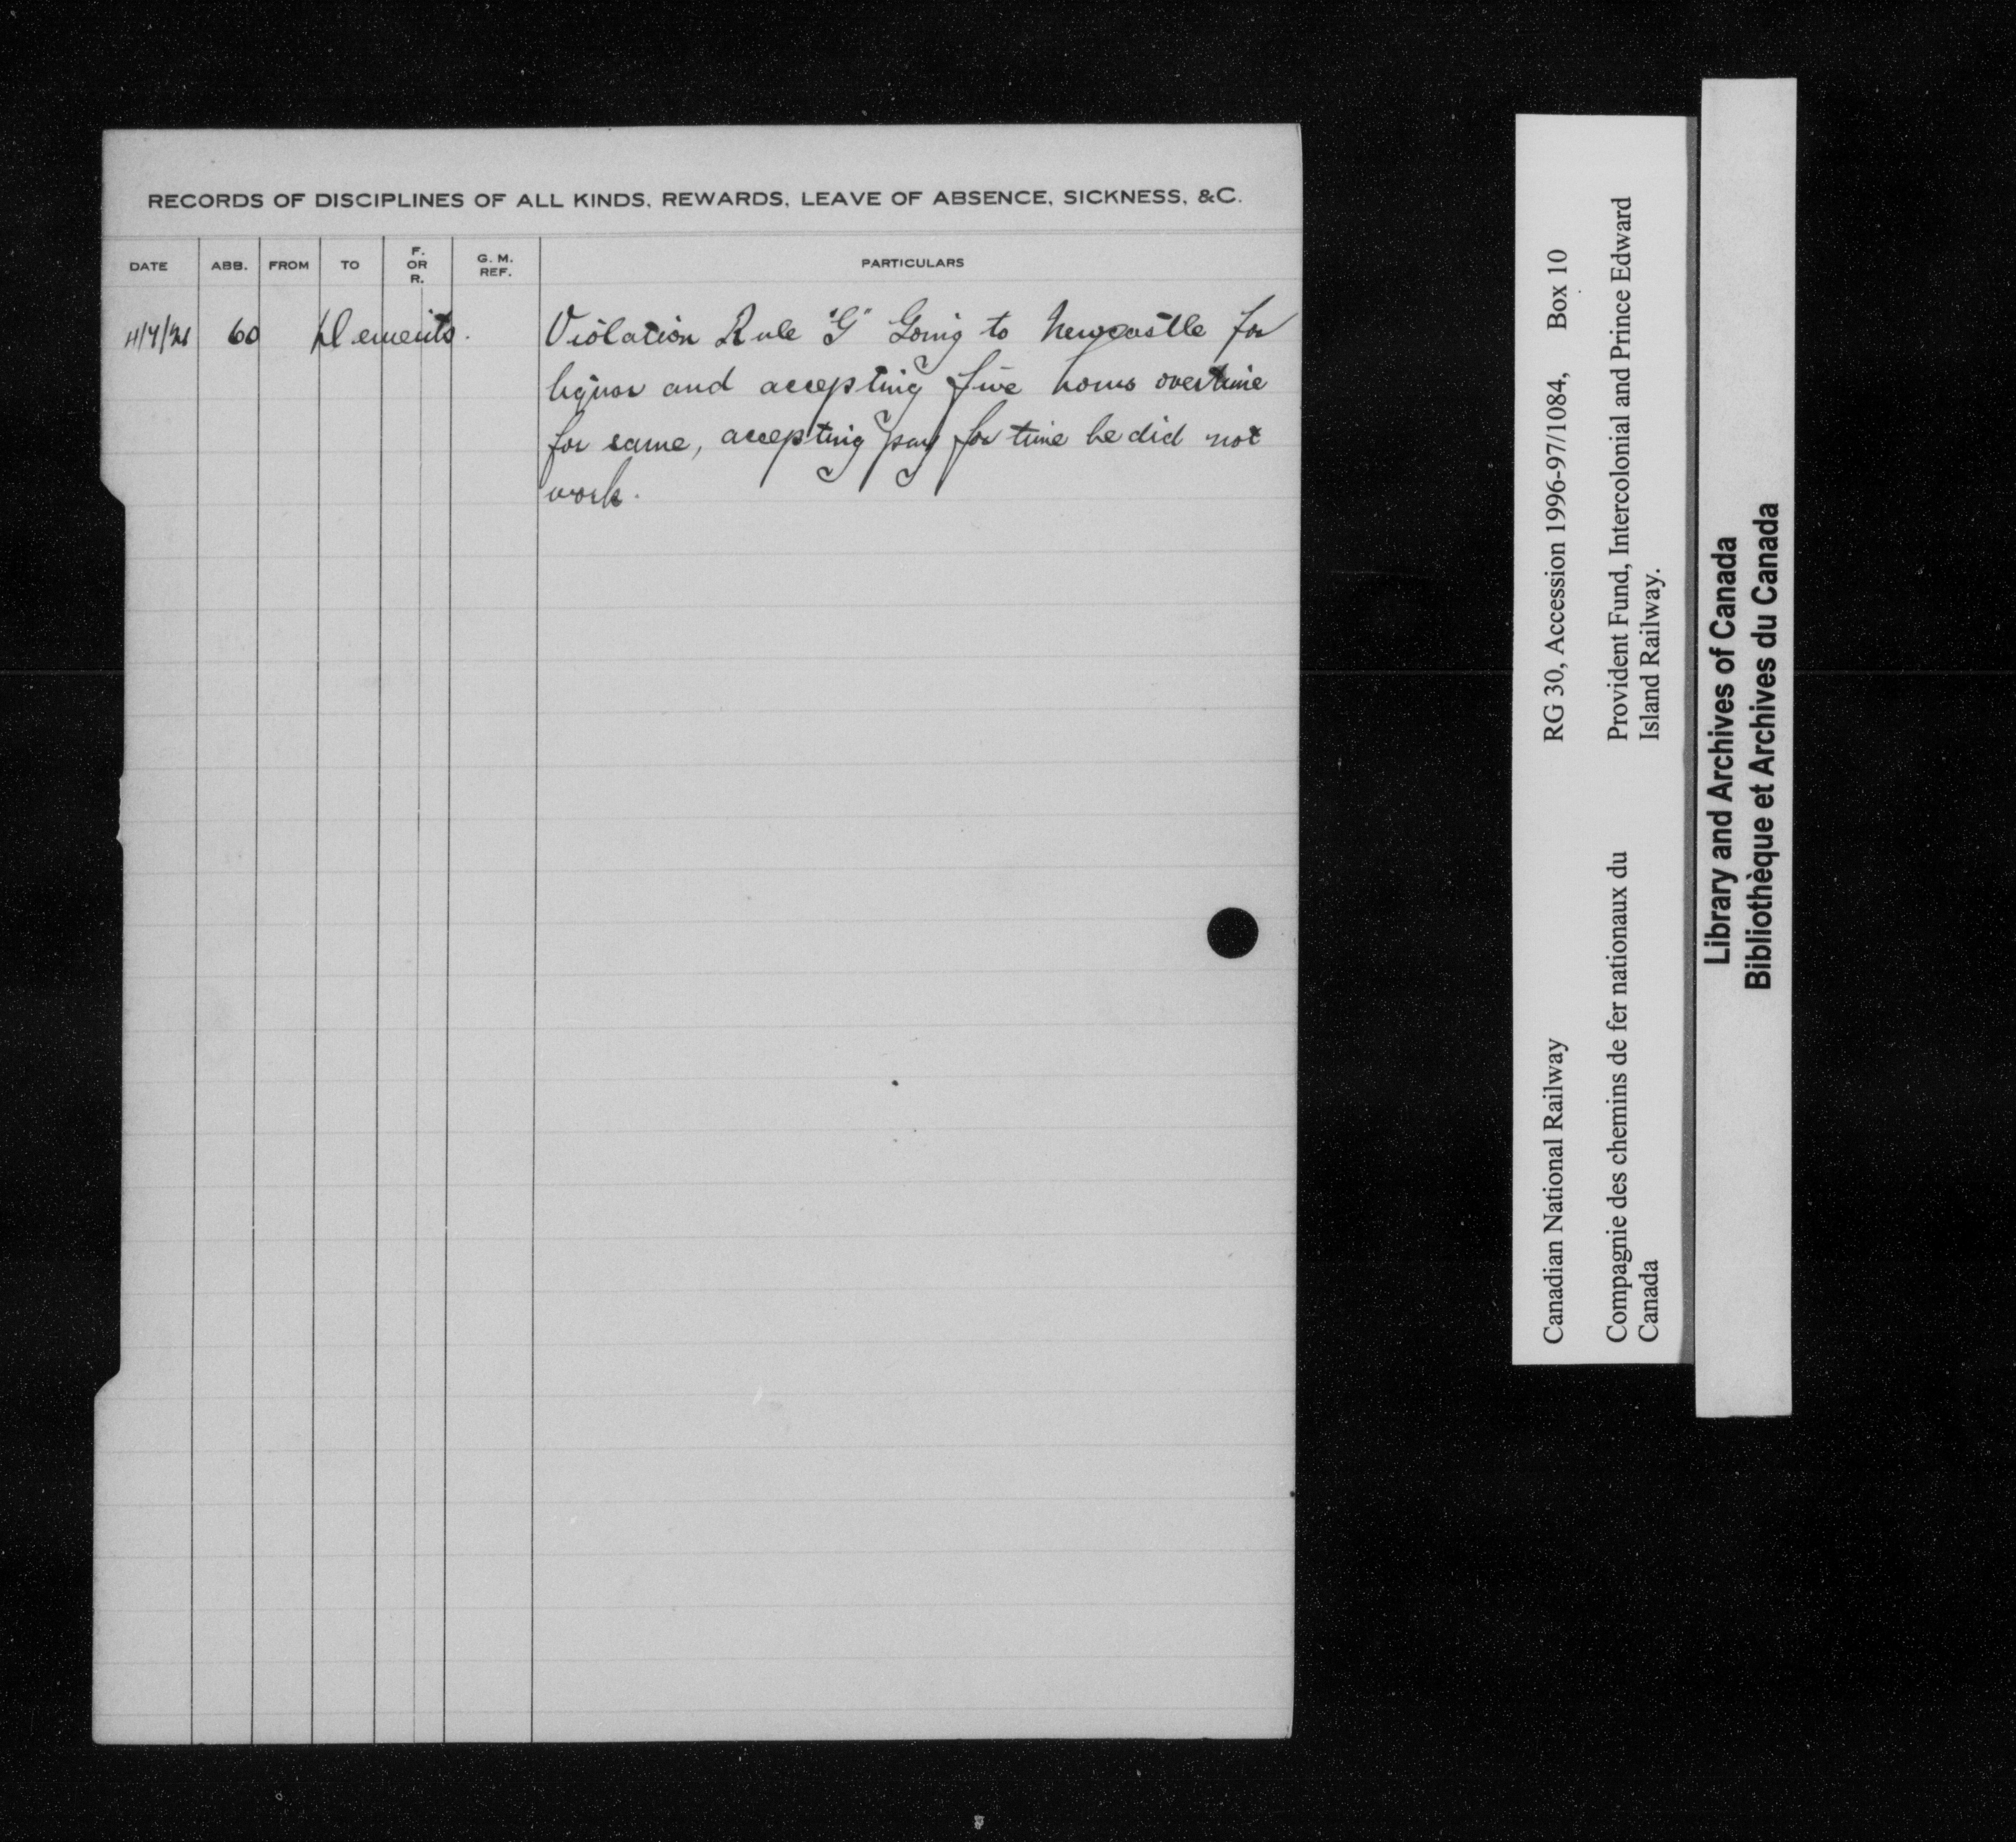 RECORDS OF DISCIPLINES OF ALL KINDS, REWARDS, LEAVE OF ABSENCE, SICKNESS, &C.
DATE ABB. FROM TO F. OR R. G. M. REF. PARTICULARS
60 Demerits. Violation Rule "G" Going to Newcastle for
liquor and accepting five hours overtime
for same, accepting pay for time he did not
work.
Canadian National Railway
RG 30, Accession 1996-97/1084, Box 10
Compagnie des chemins de fer nationaux du
Canada
Provident Fund, Intercolonial and Prince Edward
Island Railway.
Library and Archives of Canada
Bibliothèque et Archives du Canada